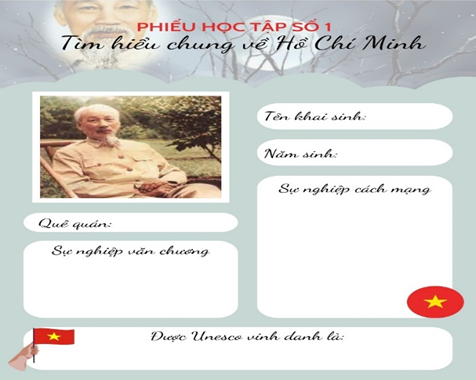 PHIẾU HỌC TẬP SỐ 1
Tìm hiểu chung về Hồ Chí Minh
Tên khai sinh:
Năm sinh:
Sự nghiệp cách mạng
Quê quán:
Sự nghiệp văn chương
Được Unesco vinh danh là: